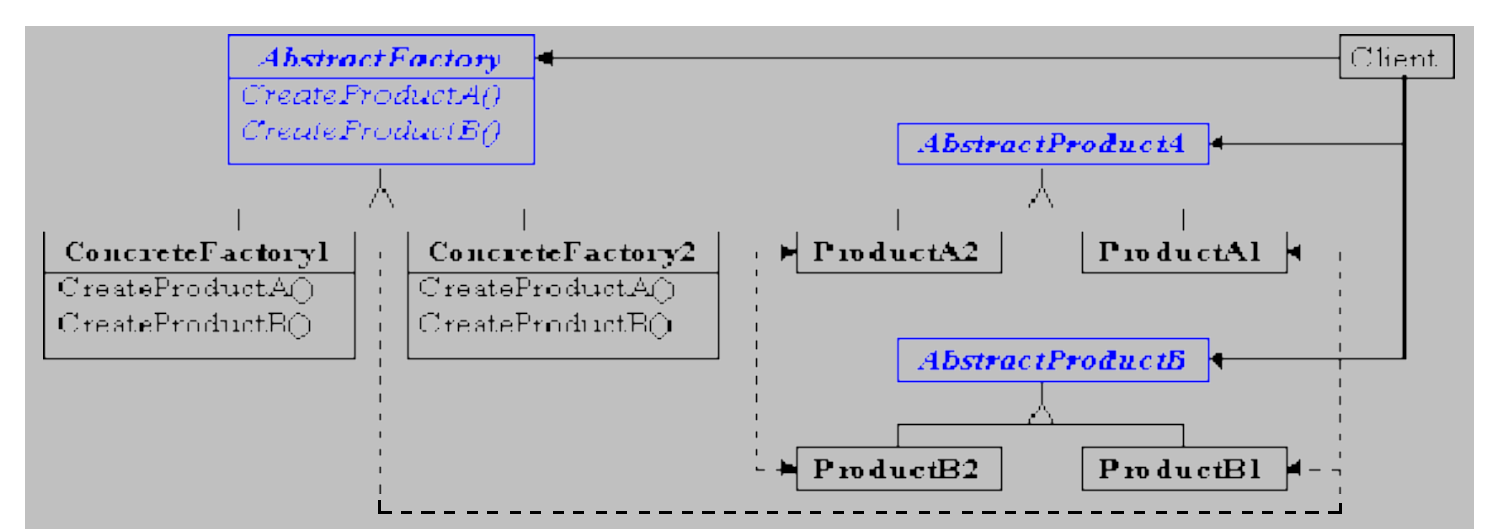 AbstractFactory
Client
CreateProductA()
CreateProductB()
AbstractProductA
ConcreteFactory1
ConcreteFactory2
ProductA2
ProductA1
CreateProductA()
CreateProductA()
CreateProductB()
CreateProductB()
AbstractProductB
ProductB2
ProductB1